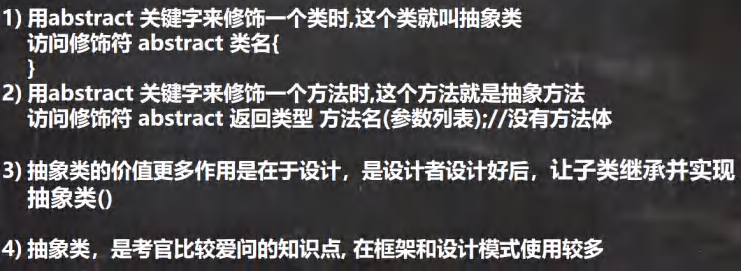 1) 用abstract 关键字来修饰一个类时,这个类就叫抽象类
访问修饰符 abstract 类名{
}
2) 用abstract 关键字来修饰一个方法时,这个方法就是抽象方法
访问修饰符 abstract 返回类型 方法名(参数列表);//没有方法体
3) 抽象类的价值更多作用是在于设计，是设计者设计好后，让子类继承并实现
抽象类()
4) 抽象类，是考官比较爱问的知识点, 在框架和设计模式使用较多